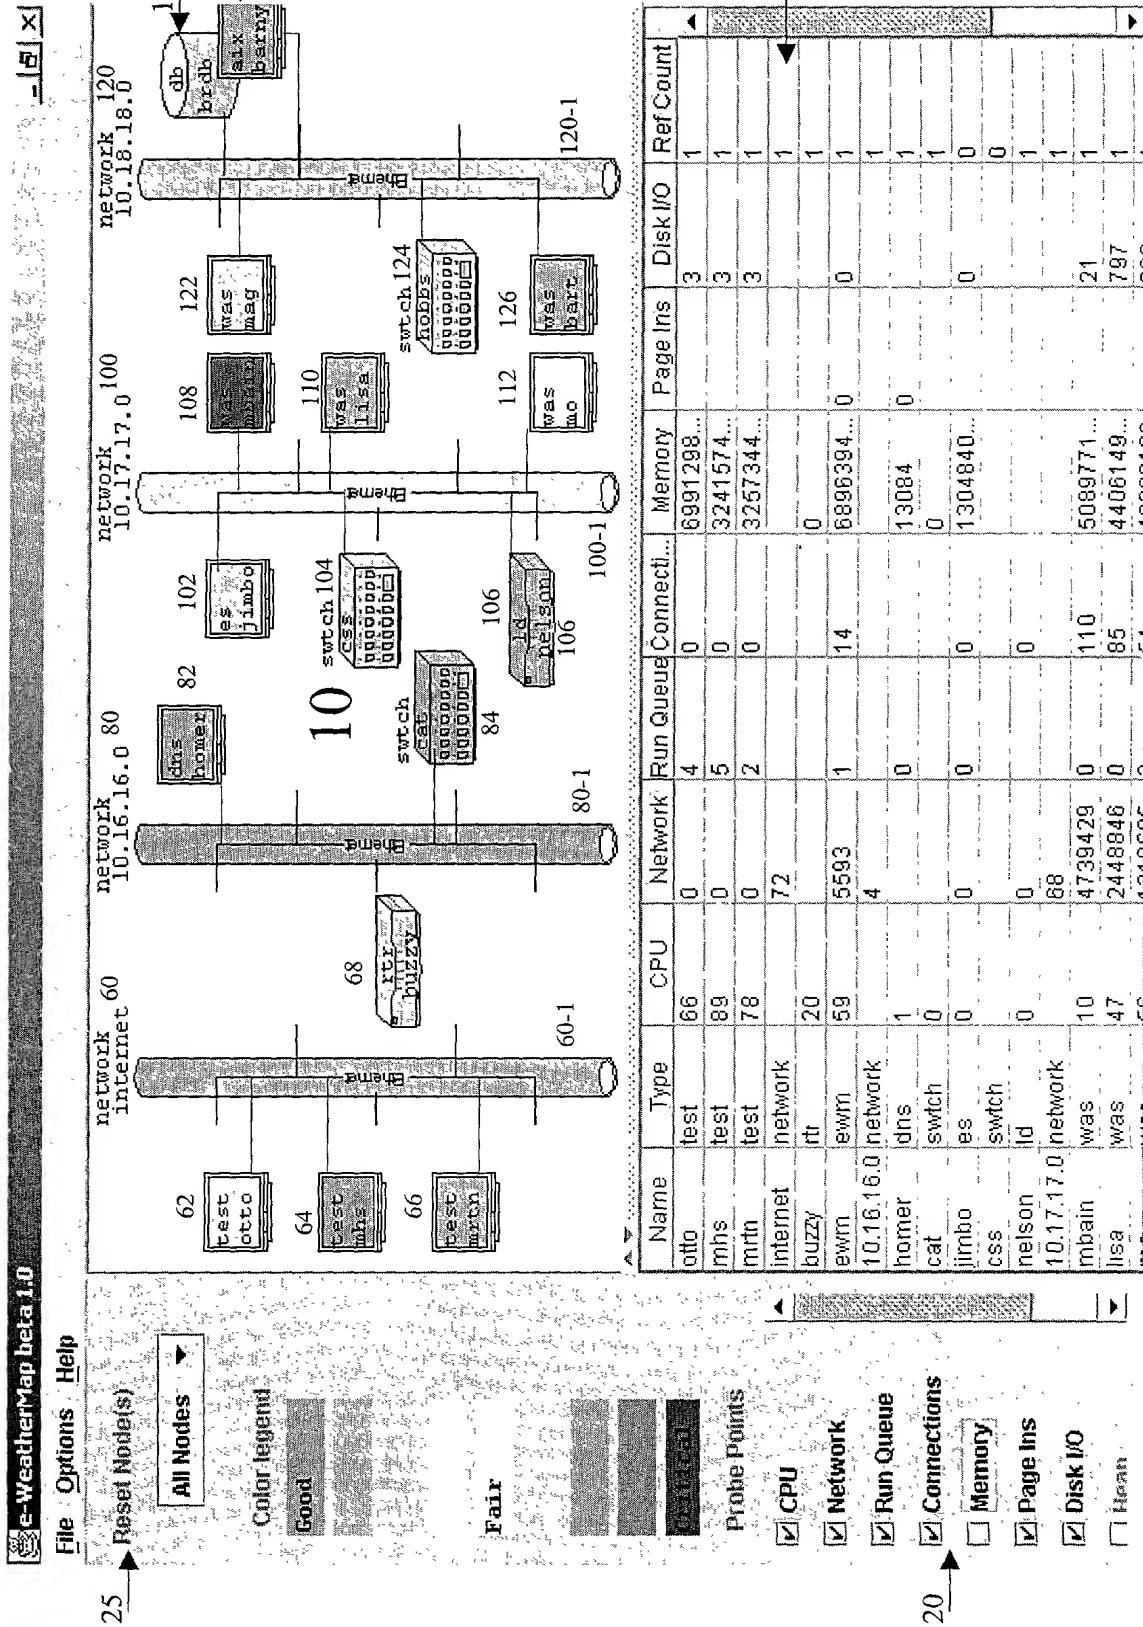 e-WeatherMap beta 1.0
File Options Help
25
Reset Node(s)
All Nodes
Color legend
Good
Fair
Critical
Probe Points
CPU
Network
Run Queue
Connections
20
Memory
Page Ins
Disk I/O
network
internet 60
62
test
otto
64
test
mhs
66
test
mrtn
60-1
68
rtr
buzzy
network
10.16.16.0 80
80-1
82
dns
homer
swtch
cat
84
10
network
10.17.17.0 100
102
es
jimbo
swtch 104
css
106
ld
nelson
106
100-1
108
was
mbain
110
was
lisa
112
was
mo
network 120
10.18.18.0
122
was
mag
swtch 124
hobbs
126
was
bart
120-1
db
brdb
aix
barny
Name Type CPU Network Run Queue Connecti... Memory Page Ins Disk I/O Ref Count
otto test 66 0 4 0 6991298... 3 1
mhs test 89 0 5 0 3241574... 3 1
mrtn test 78 0 2 0 3257344... 3 1
internet network 72 1
buzzy rtr 20 0 1
ewm ewm 59 5593 1 14 6896394... 0 0 1
10.16.16.0 network 4 1
homer dns 1 0 13084 0 1
cat swtch 0 0 1
jimbo es 0 0 0 0 1304840... 0 0
css swtch 0
nelson ld 0 0 0 1
10.17.17.0 network 68 1
mbain was 10 4739429 0 110 5089771... 21 1
lisa was 47 2448846 0 85 4406149... 797 1